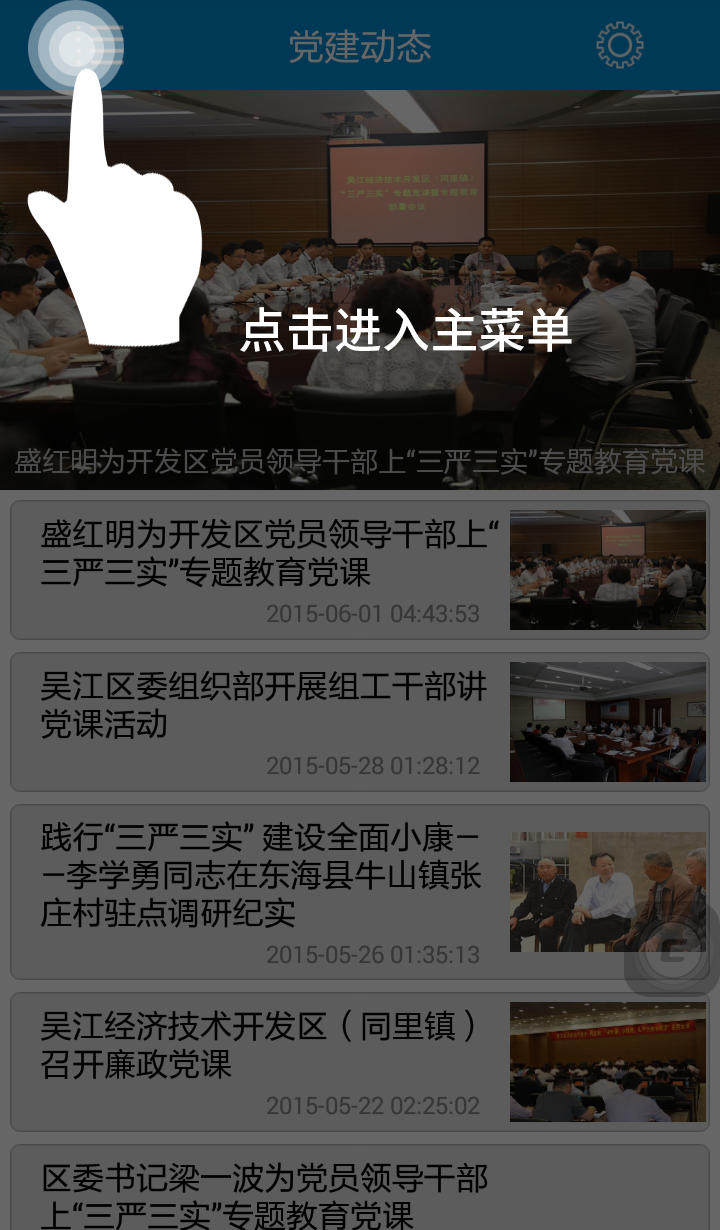 党建动态
吴江经济技术开发区（同里镇）
“三严三实”专题党课暨专题教育
部署会议
点击进入主菜单
盛红明为开发区党员领导干部上“三严三实”专题教育党课
盛红明为开发区党员领导干部上“
三严三实”专题教育党课
2015-06-01 04:43:53
吴江区委组织部开展组工干部讲
党课活动
2015-05-28 01:28:12
践行“三严三实” 建设全面小康—
—李学勇同志在东海县牛山镇张
庄村驻点调研纪实
2015-05-26 01:35:13
E
吴江经济技术开发区（同里镇）
召开廉政党课
2015-05-22 02:25:02
区委书记梁一波为党员领导干部
上“三严三实”专题教育党课